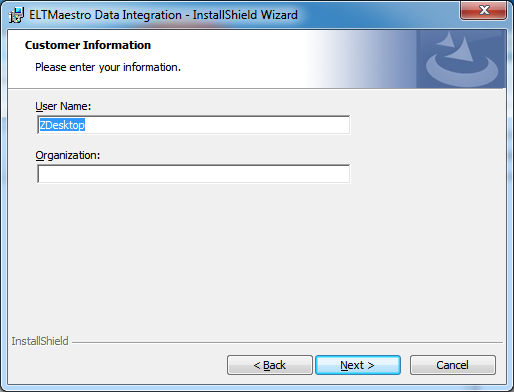 ELTMaestro Data Integration - InstallShield Wizard
Customer Information
Please enter your information.
User Name:
ZDesktop
Organization:
InstallShield
< Back Next > Cancel